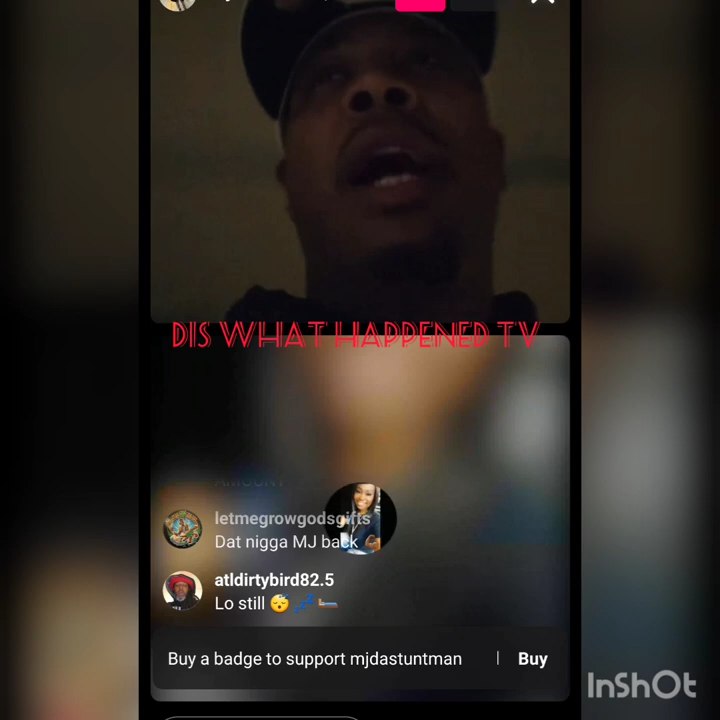 DIS WHAT HAPPENED TV
AMOUNT
letmegrowgodsgifts
Dat nigga MJ back
atldirtybird82.5
Lo still 😴💤🛌🏽
Buy a badge to support mjdastuntman | Buy
InShOt